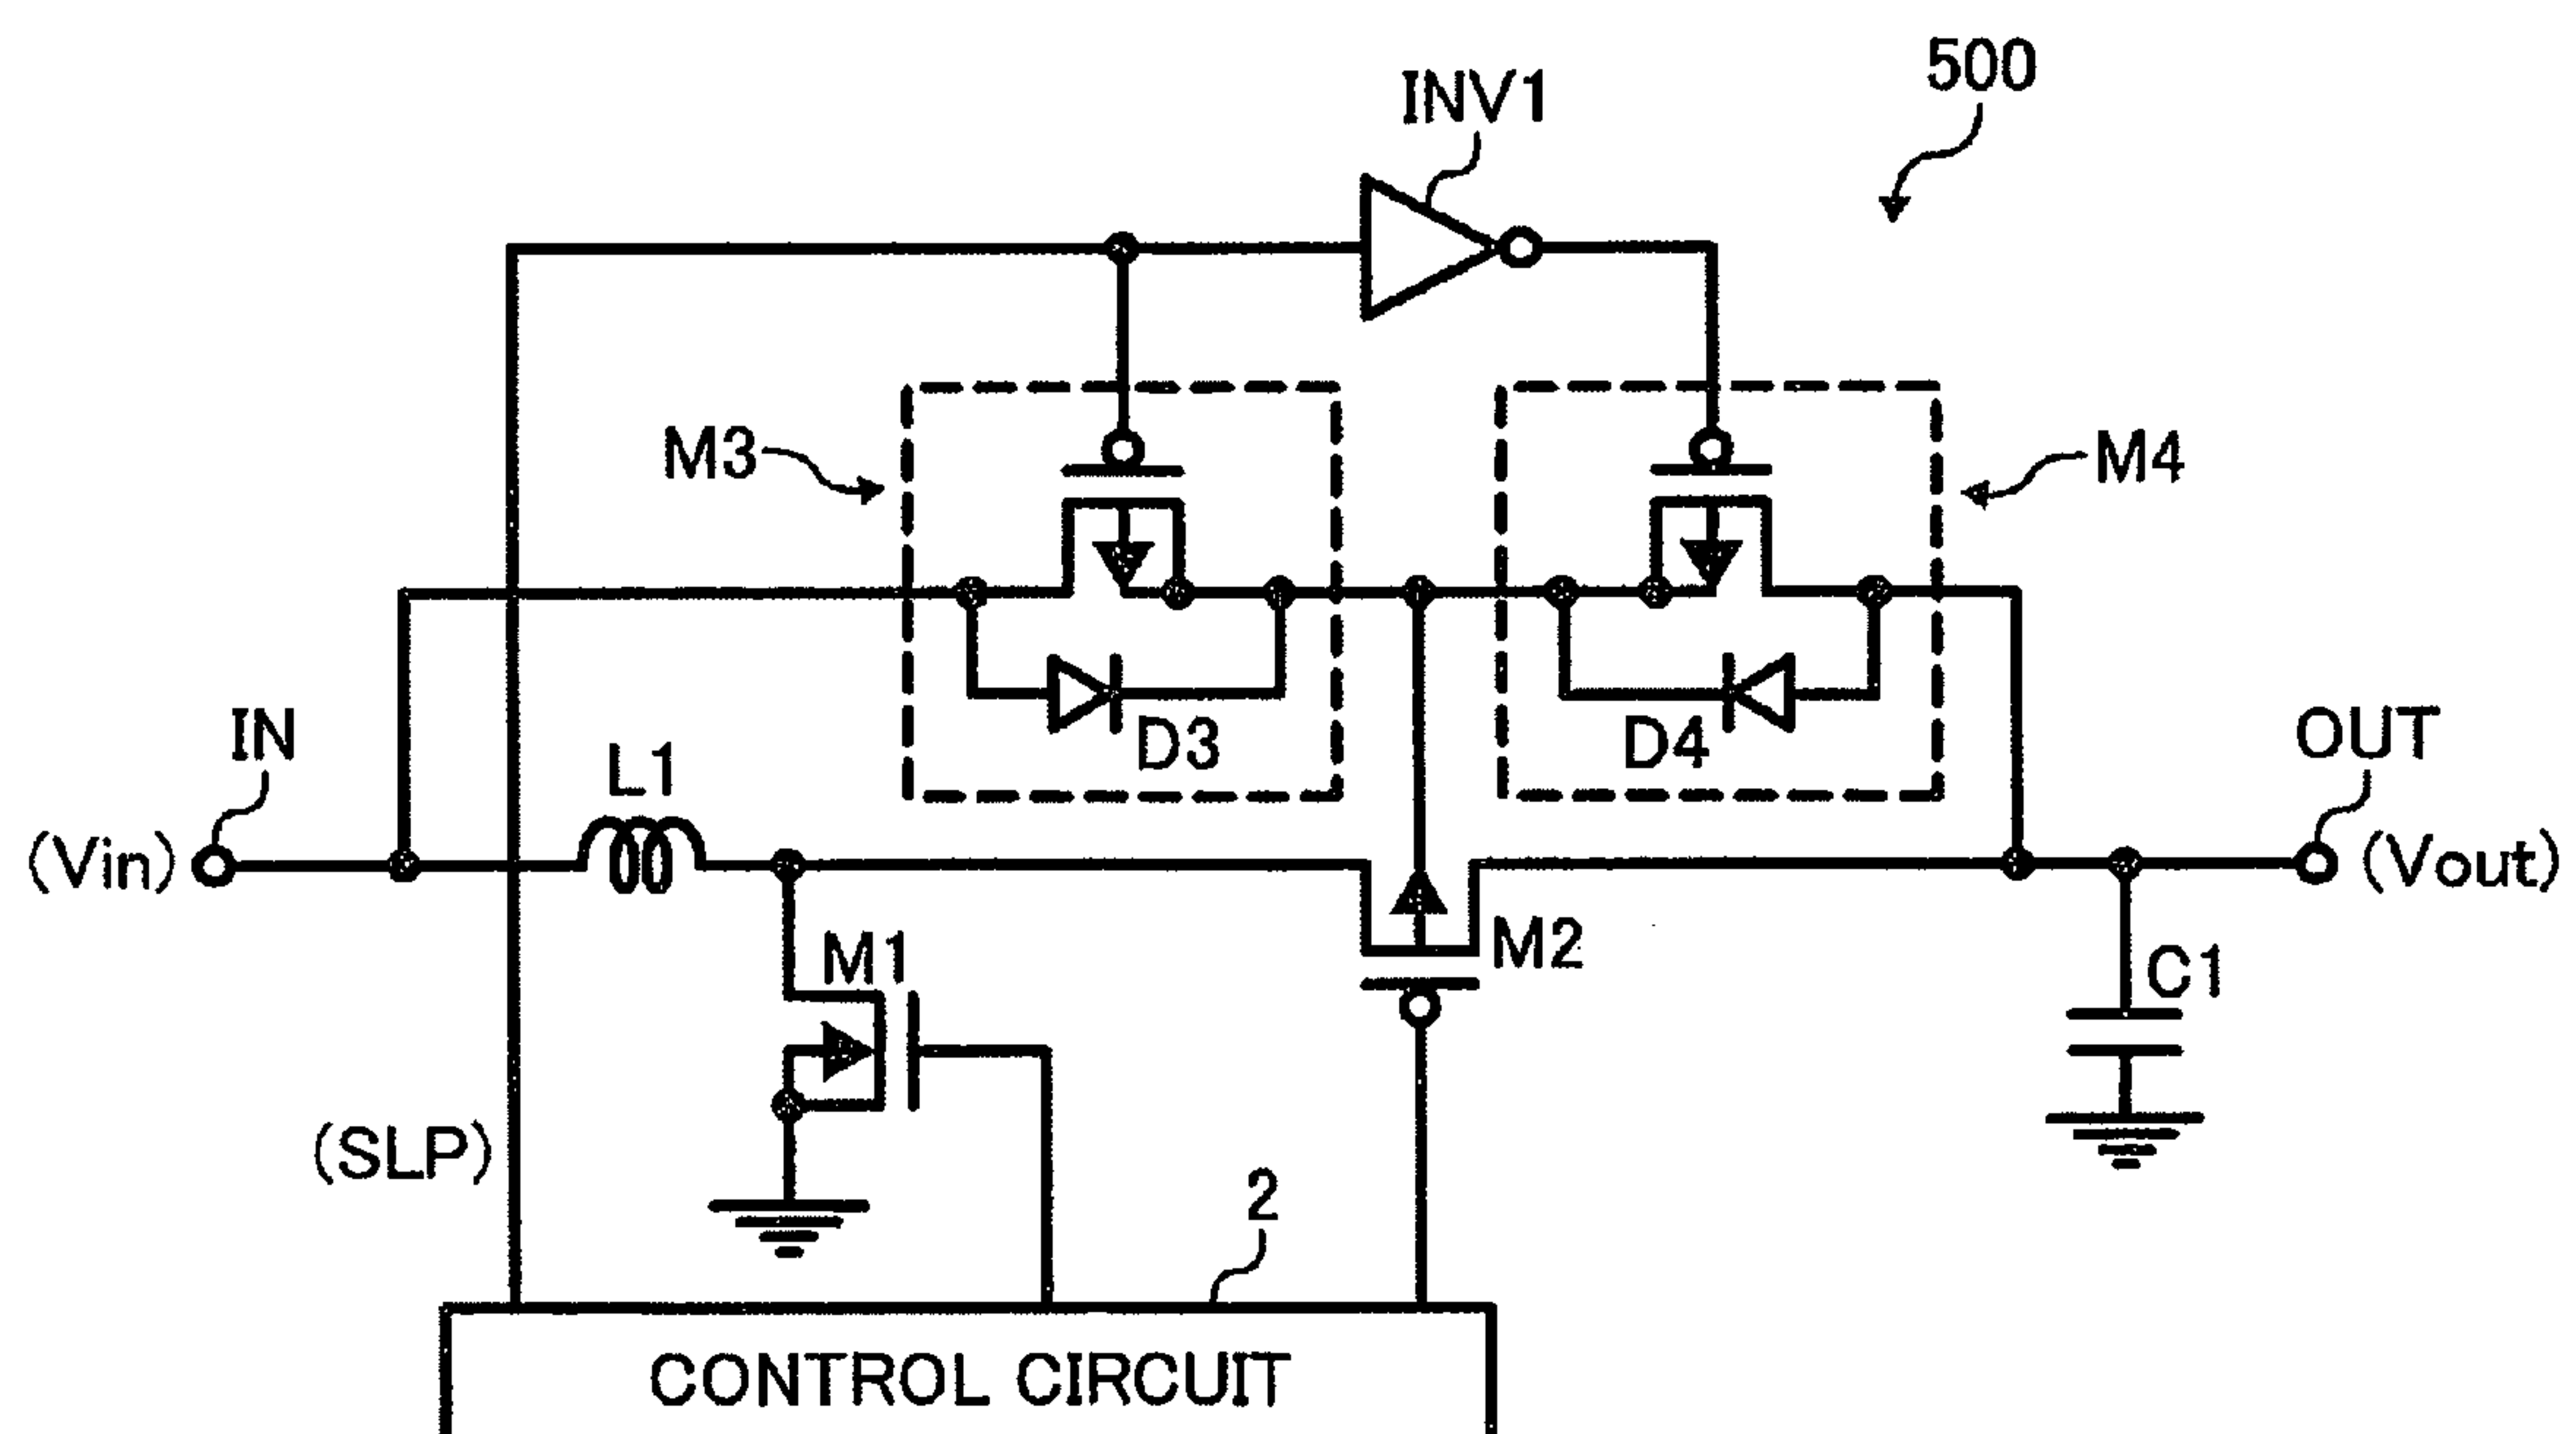 500
INV1
M3
M4
D3
D4
IN
L1
OUT
(Vin)
(Vout)
M1
M2
C1
(SLP)
2
CONTROL CIRCUIT